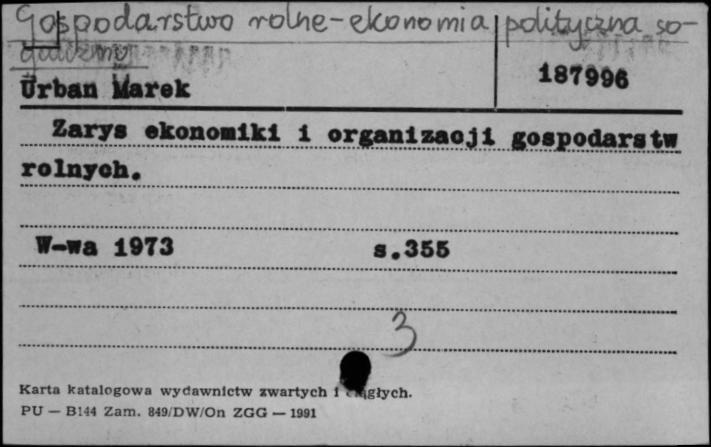 Gospodarstwo rolne-ekonomia polityczna so-
Urban Marek
187996
Zarys ekonomiki i organizacji gospodarstw
rolnych.
W-wa 1973 s.355
3
Karta katalogowa wydawnictw zwartych i ciągłych.
PU — B144 Zam. 849/DW/On ZGG — 1991